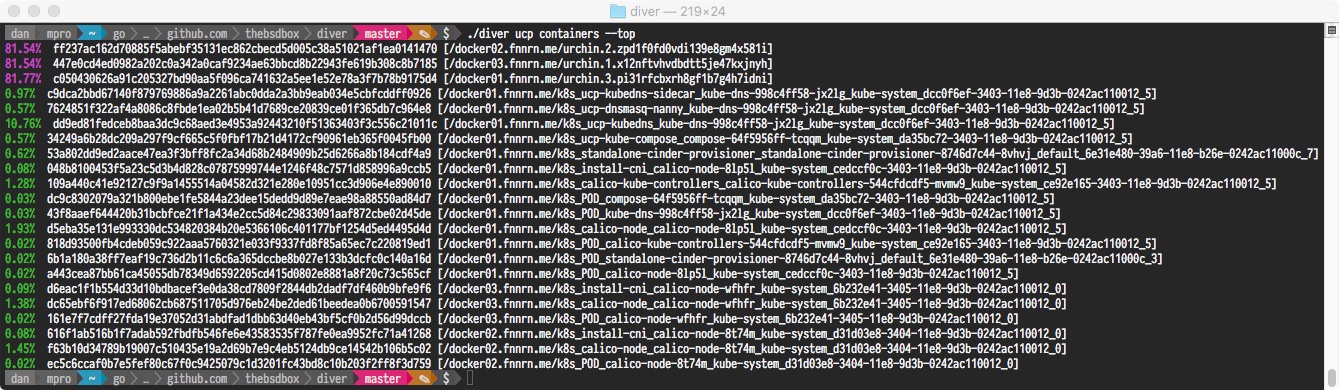 diver — 219×24
dan mpro ~ go … github.com thebsdbox diver master ✎ $ ./diver ucp containers --top
81.54% ff237ac162d70885f5abebf35131ec862cbecd5d005c38a51021af1ea0141470 [/docker02.fnnrn.me/urchin.2.zpd1f0fd0vdi139e8gm4x581i]
81.54% 447e0cd4ed0982a202c0a342a0caf9234ae63bbcd8b22943fe619b308c8b7185 [/docker03.fnnrn.me/urchin.1.x12nftvhvdbdtt5je47kxjnyh]
81.77% c050430626a91c205327bd90aa5f096ca741632a5ee1e52e78a3f7b78b9175d4 [/docker01.fnnrn.me/urchin.3.pi31rfcbxrh8gf1b7g4h7idni]
0.97% c9dca2bbd67140f879769886a9a2261abc0dda2a3bb9eab034e5cbfcddff0926 [/docker01.fnnrn.me/k8s_ucp-kubedns-sidecar_kube-dns-998c4ff58-jx2lg_kube-system_dcc0f6ef-3403-11e8-9d3b-0242ac110012_5]
0.57% 7624851f322af4a8086c8fbde1ea02b5b41d7689ce20839ce01f365db7c964e8 [/docker01.fnnrn.me/k8s_ucp-dnsmasq-nanny_kube-dns-998c4ff58-jx2lg_kube-system_dcc0f6ef-3403-11e8-9d3b-0242ac110012_5]
10.76% dd9ed81fedceb8baa3dc9c68aed3e4953a92443210f51363403f3c556c21011c [/docker01.fnnrn.me/k8s_ucp-kubedns_kube-dns-998c4ff58-jx2lg_kube-system_dcc0f6ef-3403-11e8-9d3b-0242ac110012_5]
0.57% 34249a6b28dc209a297f9cf665c5f0fbf17b21d4172cf90961eb365f0045fb00 [/docker01.fnnrn.me/k8s_ucp-kube-compose_compose-64f5956ff-tcqqm_kube-system_da35bc72-3403-11e8-9d3b-0242ac110012_5]
0.62% 53a802dd9ed2aace47ea3f3bff8fc2a34d68b2484909b25d6266a8b184cdf4a9 [/docker01.fnnrn.me/k8s_standalone-cinder-provisioner_standalone-cinder-provisioner-8746d7c44-8vhvj_default_6e31e480-39a6-11e8-b26e-0242ac11000c_7]
0.08% 048b8100453f5a23c5d3b4d828c07875999744e1246f48c7571d858996a9ccb5 [/docker01.fnnrn.me/k8s_install-cni_calico-node-8lp5l_kube-system_cedccf0c-3403-11e8-9d3b-0242ac110012_5]
1.28% 109a440c41e92127c9f9a1455514a04582d321e280e10951cc3d906e4e890010 [/docker01.fnnrn.me/k8s_calico-kube-controllers_calico-kube-controllers-544cfdcdf5-mvmw9_kube-system_ce92e165-3403-11e8-9d3b-0242ac110012_5]
0.03% dc9c8302079a321b800ebe1fe5844a23dee15dedd9d89e7eae98a88550ad84d7 [/docker01.fnnrn.me/k8s_POD_compose-64f5956ff-tcqqm_kube-system_da35bc72-3403-11e8-9d3b-0242ac110012_5]
0.03% 43f8aaef644420b31bcbfce21f1a434e2cc5d84c29833091aaf872cbe02d45de [/docker01.fnnrn.me/k8s_POD_kube-dns-998c4ff58-jx2lg_kube-system_dcc0f6ef-3403-11e8-9d3b-0242ac110012_5]
1.93% d5eba35e131e993330dc534820384b20e5366106c401177bf1254d5ed4495d4d [/docker01.fnnrn.me/k8s_calico-node_calico-node-8lp5l_kube-system_cedccf0c-3403-11e8-9d3b-0242ac110012_5]
0.02% 818d93500fb4cdeb059c922aaa5760321e033f9337fd8f85a65ec7c220819ed1 [/docker01.fnnrn.me/k8s_POD_calico-kube-controllers-544cfdcdf5-mvmw9_kube-system_ce92e165-3403-11e8-9d3b-0242ac110012_5]
0.02% 6b1a180a38ff7eaf19c736d2b11c6c6a365dccbe8b027e133b3dcfc0c140a16d [/docker01.fnnrn.me/k8s_POD_standalone-cinder-provisioner-8746d7c44-8vhvj_default_6e31e480-39a6-11e8-b26e-0242ac11000c_3]
0.02% a443cea87bb61ca45055db78349d6592205cd415d0802e8881a8f20c73c565cf [/docker01.fnnrn.me/k8s_POD_calico-node-8lp5l_kube-system_cedccf0c-3403-11e8-9d3b-0242ac110012_5]
0.09% d6eac1f1b554d33d10bdbacef3e0da38cd7809f2844db2dadf7df460b9bfe9f6 [/docker03.fnnrn.me/k8s_install-cni_calico-node-wfhfr_kube-system_6b232e41-3405-11e8-9d3b-0242ac110012_0]
1.38% dc65ebf6f917ed68062cb687511705d976eb24be2ded61beedea0b6700591547 [/docker03.fnnrn.me/k8s_calico-node_calico-node-wfhfr_kube-system_6b232e41-3405-11e8-9d3b-0242ac110012_0]
0.02% 161e7f7cdff27fda19e37052d31abdfad1dbb63d40eb43bf5cf0b2d56d99dccb [/docker03.fnnrn.me/k8s_POD_calico-node-wfhfr_kube-system_6b232e41-3405-11e8-9d3b-0242ac110012_0]
0.08% 616f1ab516b1f7adab592fbdfb546fe6e43583535f787fe0ea9952fc71a41268 [/docker02.fnnrn.me/k8s_install-cni_calico-node-8t74m_kube-system_d31d03e8-3404-11e8-9d3b-0242ac110012_0]
1.45% f63b10d34789b19007c510435e19a2d69b7e9c4eb5124db9ce14542b106b5c02 [/docker02.fnnrn.me/k8s_calico-node_calico-node-8t74m_kube-system_d31d03e8-3404-11e8-9d3b-0242ac110012_0]
0.02% ec5c6ccaf0b7e5fef80c67f0c9425079c1d3201fc43bd8c10b203f2ff8f3d759 [/docker02.fnnrn.me/k8s_POD_calico-node-8t74m_kube-system_d31d03e8-3404-11e8-9d3b-0242ac110012_0]
dan mpro ~ go … github.com thebsdbox diver master ✎ $